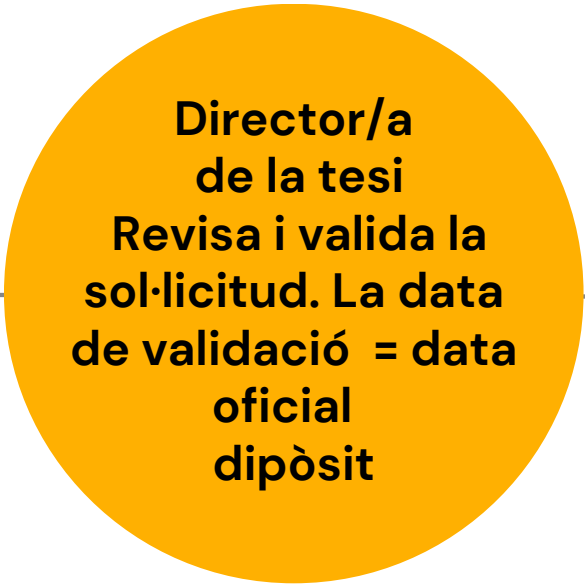 Director/a
de la tesi
Revisa i valida la
sol·licitud. La data
de validació = data
oficial
dipòsit